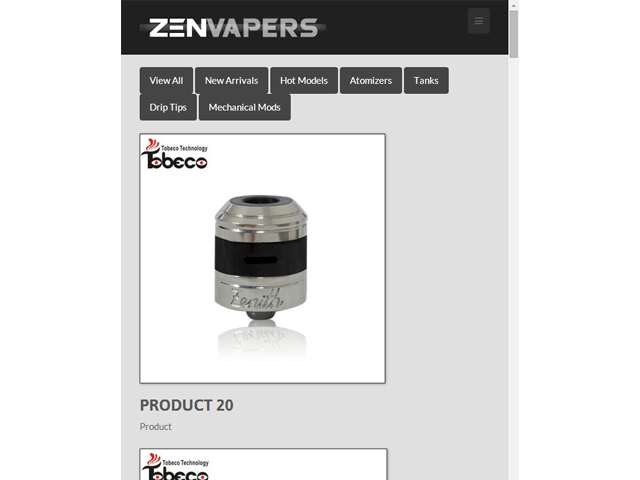 ZENVAPERS
View All
New Arrivals
Hot Models
Atomizers
Tanks
Drip Tips
Mechanical Mods
Tobeco Technology
Tobeco
Zenith
PRODUCT 20
Product
Tobeco Technology
Tobeco